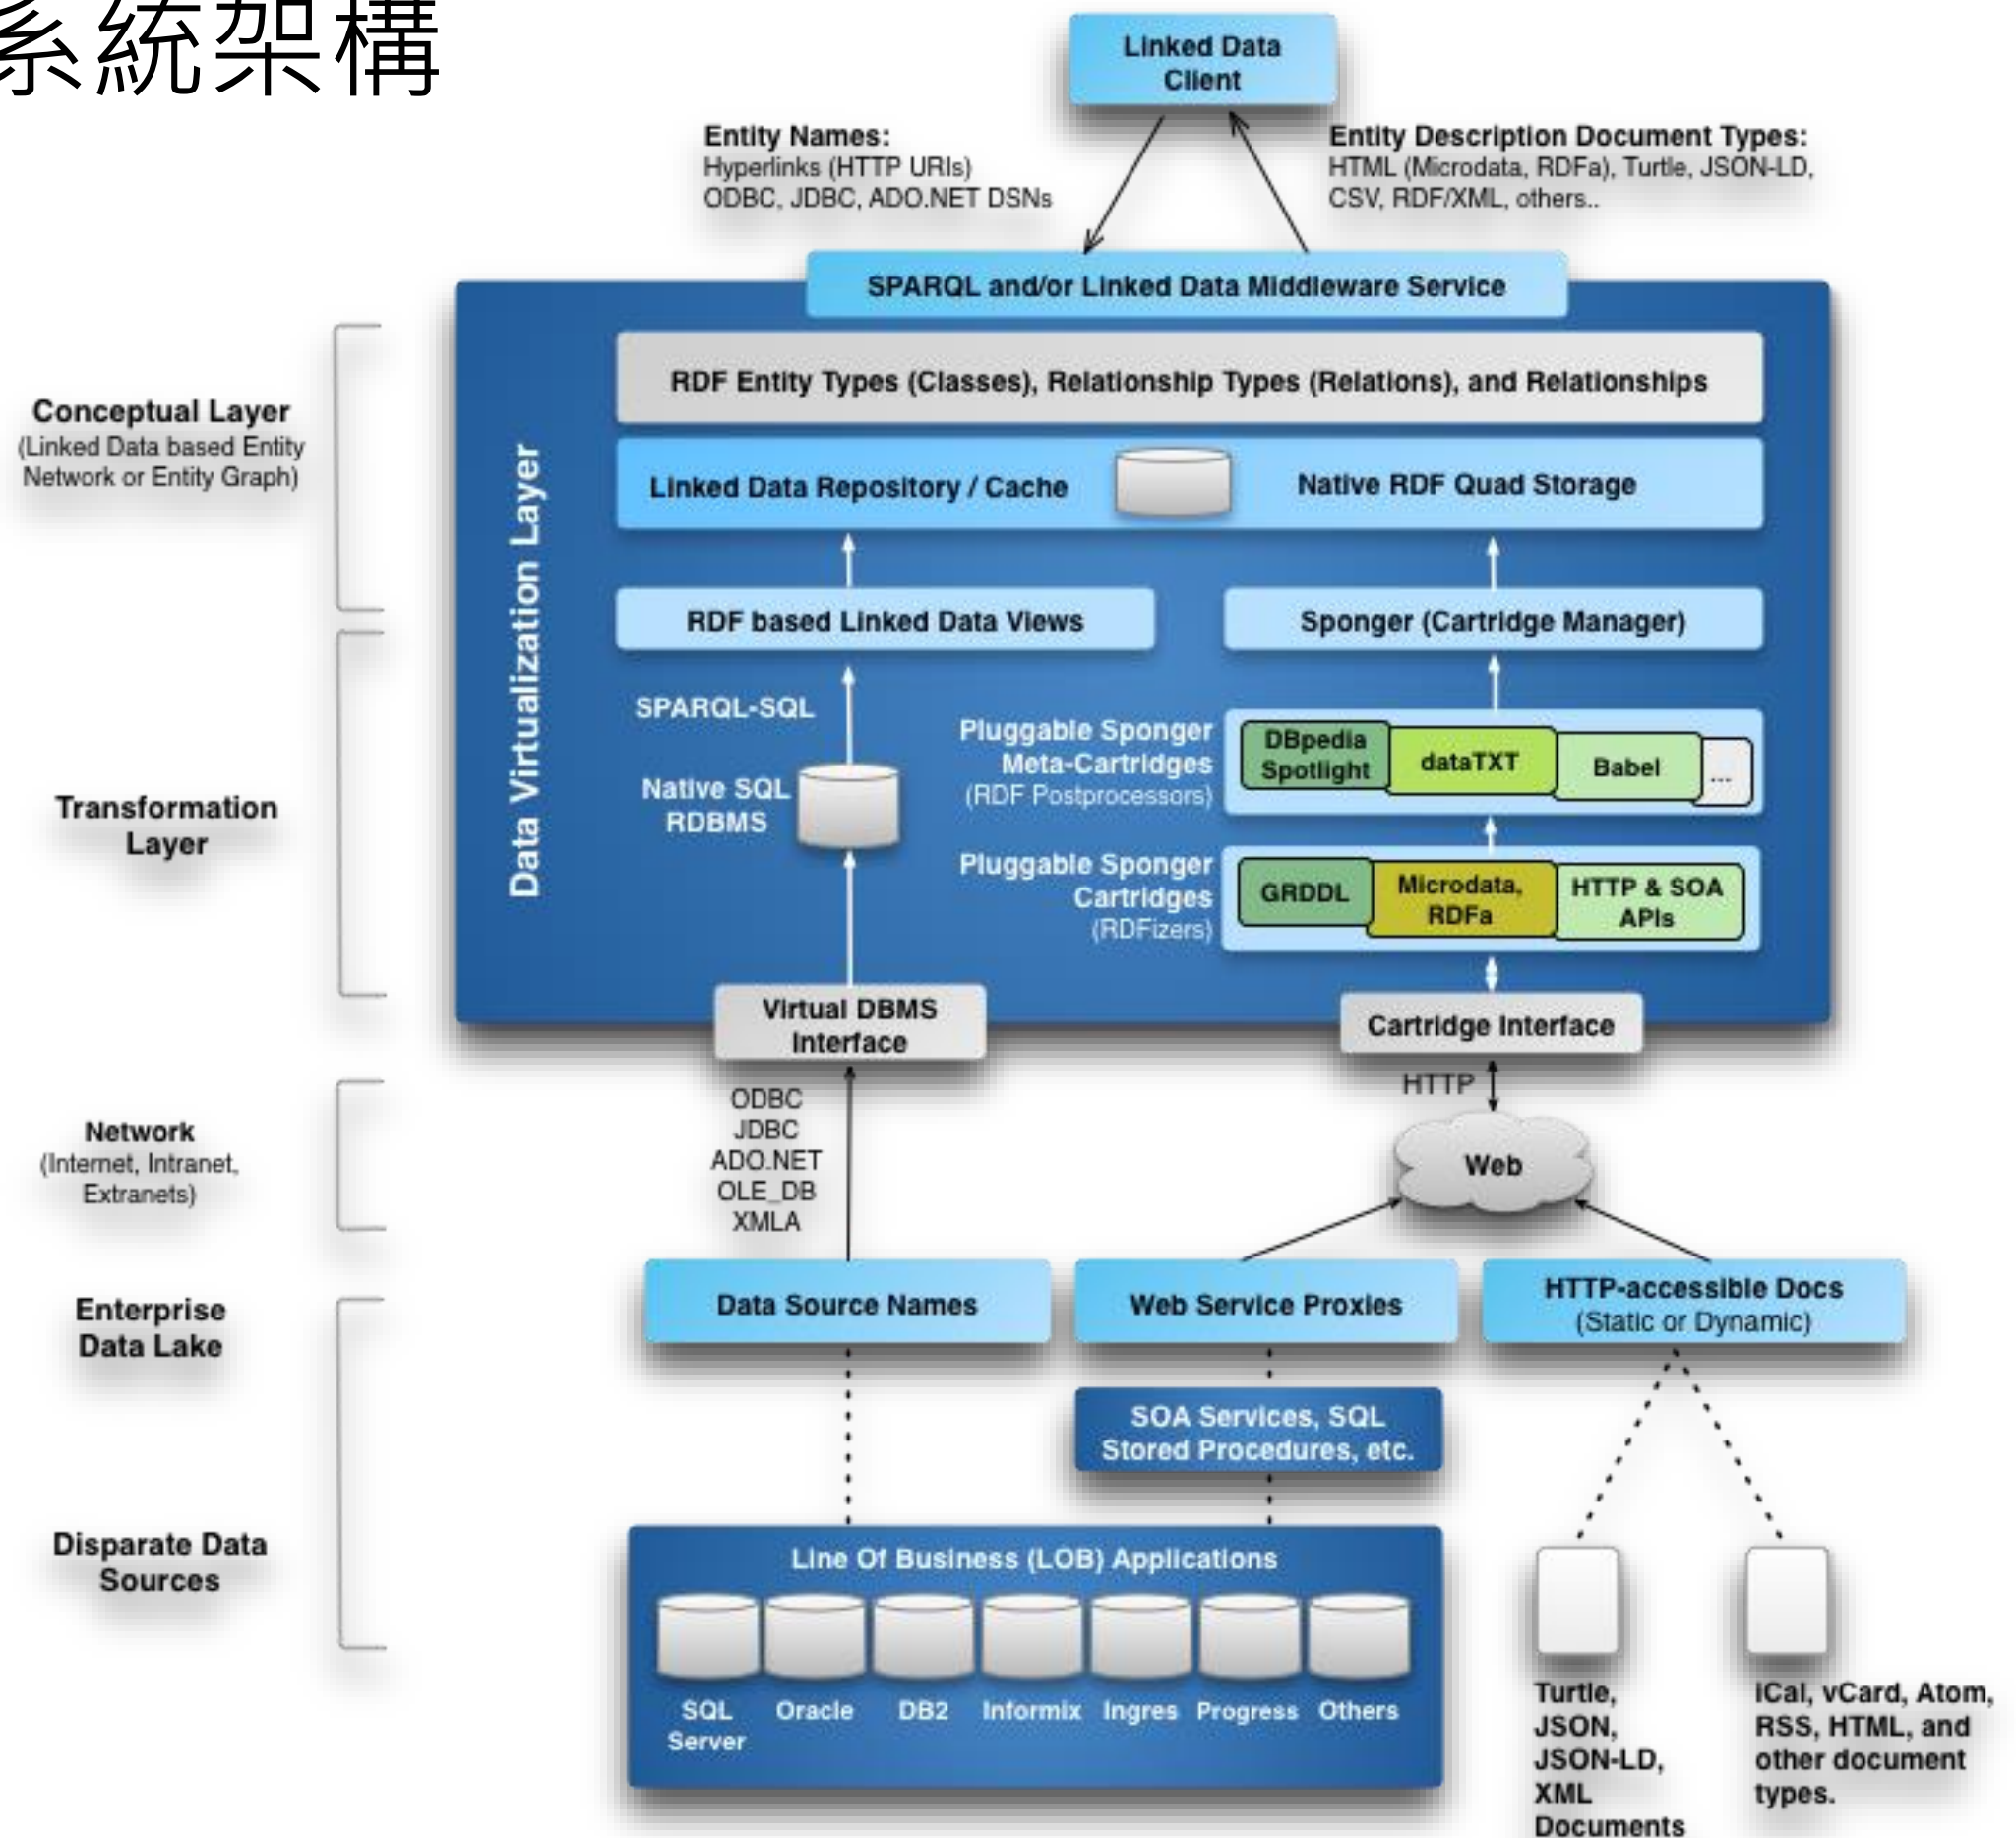 系統架構
Linked Data
Client
Entity Names:
Hyperlinks (HTTP URIs)
ODBC, JDBC, ADO.NET DSNs
Entity Description Document Types:
HTML (Microdata, RDFa), Turtle, JSON-LD,
CSV, RDF/XML, others..
SPARQL and/or Linked Data Middleware Service
Data Virtualization Layer
RDF Entity Types (Classes), Relationship Types (Relations), and Relationships
Conceptual Layer
(Linked Data based Entity
Network or Entity Graph)
Linked Data Repository / Cache
Native RDF Quad Storage
RDF based Linked Data Views
Sponger (Cartridge Manager)
Transformation
Layer
SPARQL-SQL
Native SQL
RDBMS
Pluggable Sponger
Meta-Cartridges
(RDF Postprocessors)
DBpedia
Spotlight
dataTXT
Babel
...
Pluggable Sponger
Cartridges
(RDFizers)
GRDDL
Microdata,
RDFa
HTTP & SOA
APIs
Virtual DBMS
Interface
Cartridge Interface
Network
(Internet, Intranet,
Extranets)
ODBC
JDBC
ADO.NET
OLE_DB
XMLA
HTTP
Web
Enterprise
Data Lake
Data Source Names
Web Service Proxies
HTTP-accessible Docs
(Static or Dynamic)
SOA Services, SQL
Stored Procedures, etc.
Disparate Data
Sources
Line Of Business (LOB) Applications
SQL
Server
Oracle
DB2
Informix
Ingres
Progress
Others
Turtle,
JSON,
JSON-LD,
XML
Documents
iCal, vCard, Atom,
RSS, HTML, and
other document
types.